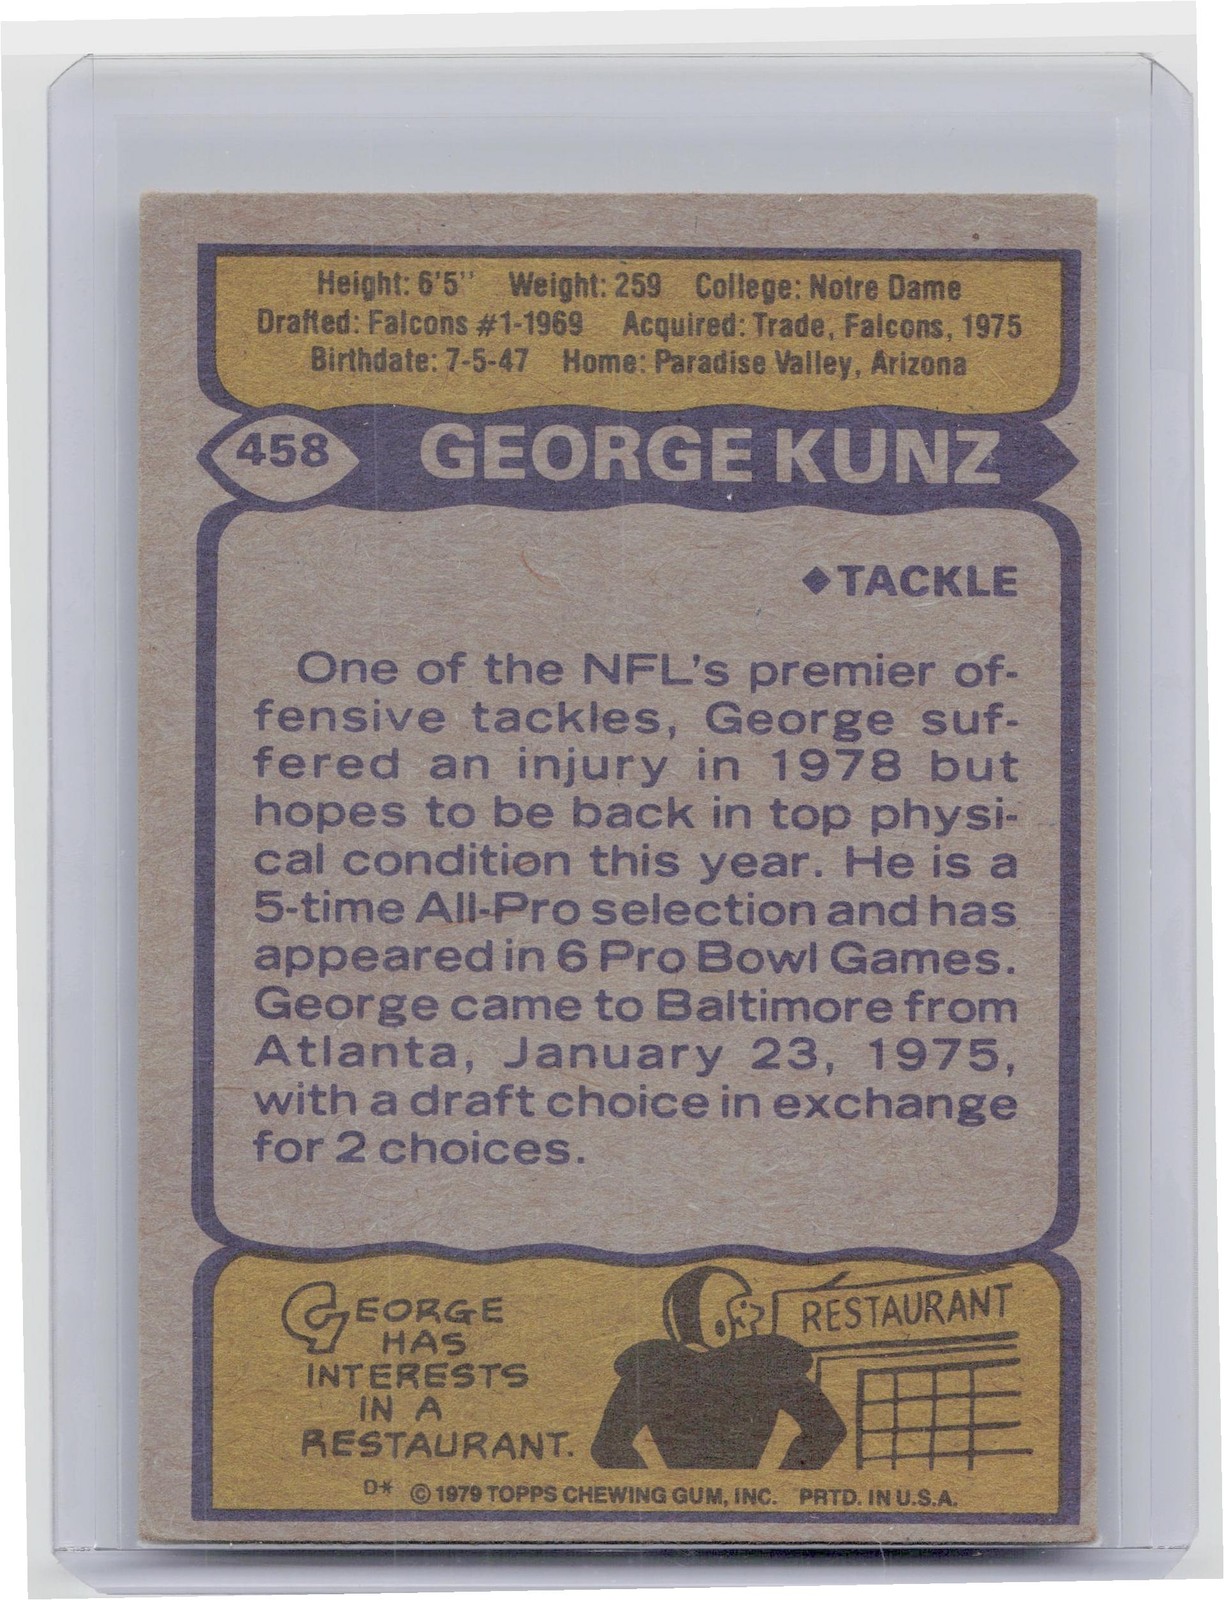 Height: 6'5'' Weight: 259 College: Notre Dame
Drafted: Falcons #1-1969 Acquired: Trade, Falcons, 1975
Birthdate: 7-5-47 Home: Paradise Valley, Arizona
458 GEORGE KUNZ
◆TACKLE
One of the NFL's premier of-
fensive tackles, George suf-
fered an injury in 1978 but
hopes to be back in top physi-
cal condition this year. He is a
5-time All-Pro selection and has
appeared in 6 Pro Bowl Games.
George came to Baltimore from
Atlanta, January 23, 1975,
with a draft choice in exchange
for 2 choices.
GEORGE
HAS
INTERESTS
IN A
RESTAURANT.
RESTAURANT
D* © 1979 TOPPS CHEWING GUM, INC. PRTD. IN U.S.A.